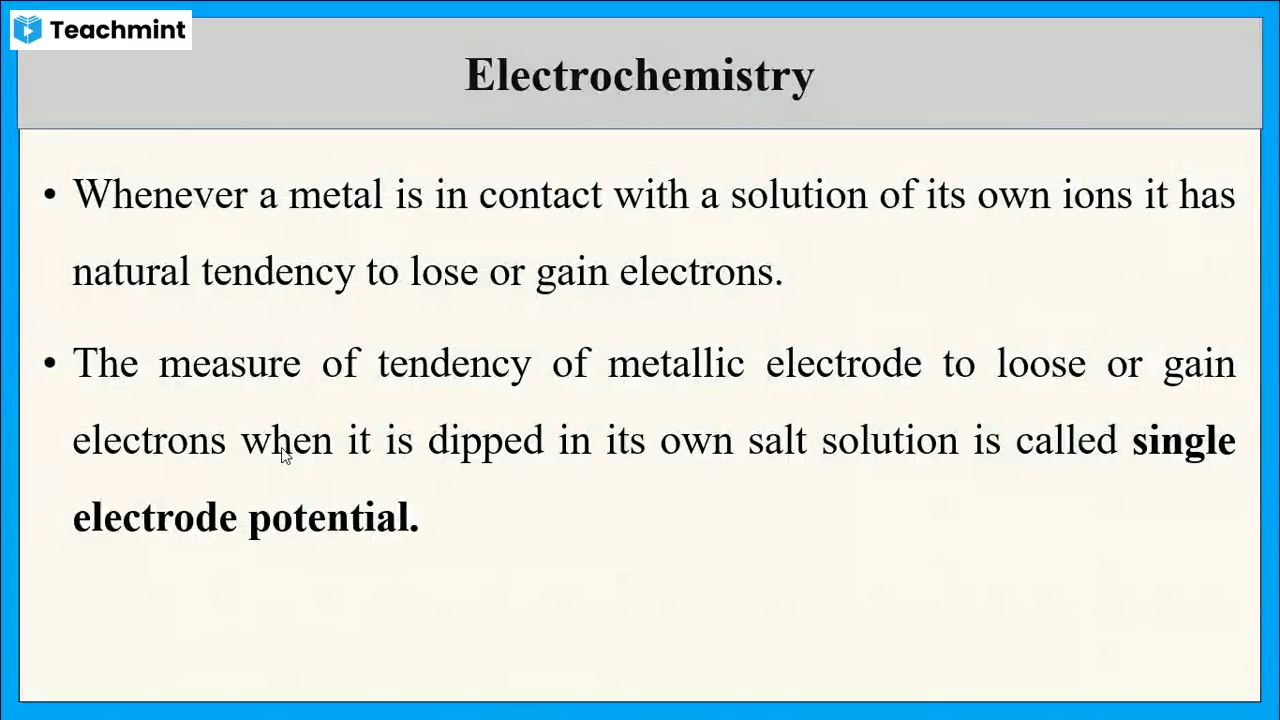 Teachmint
Electrochemistry
• Whenever a metal is in contact with a solution of its own ions it has
natural tendency to lose or gain electrons.
• The measure of tendency of metallic electrode to loose or gain
electrons when it is dipped in its own salt solution is called single
electrode potential.